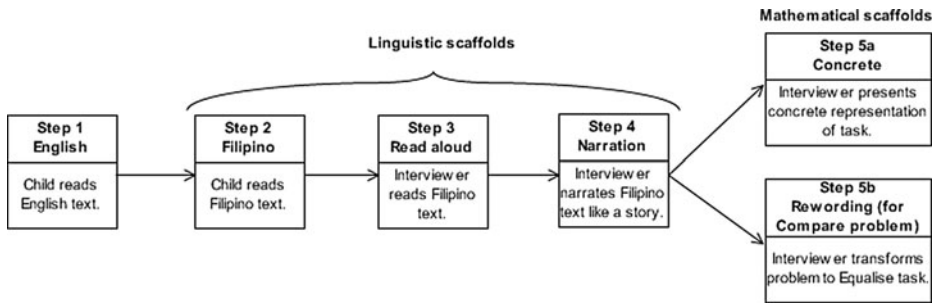 Mathematical scaffolds
Linguistic scaffolds
Step 1
English
Child reads
English text.
Step 2
Filipino
Child reads
Filipino text.
Step 3
Read aloud
Interviewer
reads Filipino
text.
Step 4
Narration
Interviewer
narrates Filipino
text like a story.
Step 5a
Concrete
Interviewer presents
concrete representation
of task.
Step 5b
Rewording (for
Compare problem)
Interviewer transforms
problem to Equalise task.